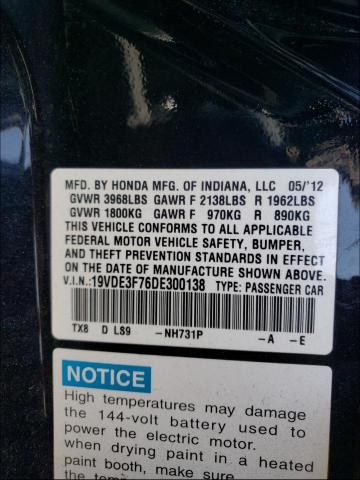 MFD. BY HONDA MFG. OF INDIANA, LLC 05/'12
GVWR 3968LBS GAWR F 2138LBS R 1962LBS
GVWR 1800KG GAWR F 970KG R 890KG
THIS VEHICLE CONFORMS TO ALL APPLICABLE
FEDERAL MOTOR VEHICLE SAFETY, BUMPER,
AND THEFT PREVENTION STANDARDS IN EFFECT
ON THE DATE OF MANUFACTURE SHOWN ABOVE.
V.I.N.:19VDE3F76DE300138 TYPE: PASSENGER CAR
TX8 D LS9 -NH731P -A -E
NOTICE
High temperatures may damage
the 144-volt battery used to
power the electric motor.
when drying paint in a heated
paint booth, make sure
the